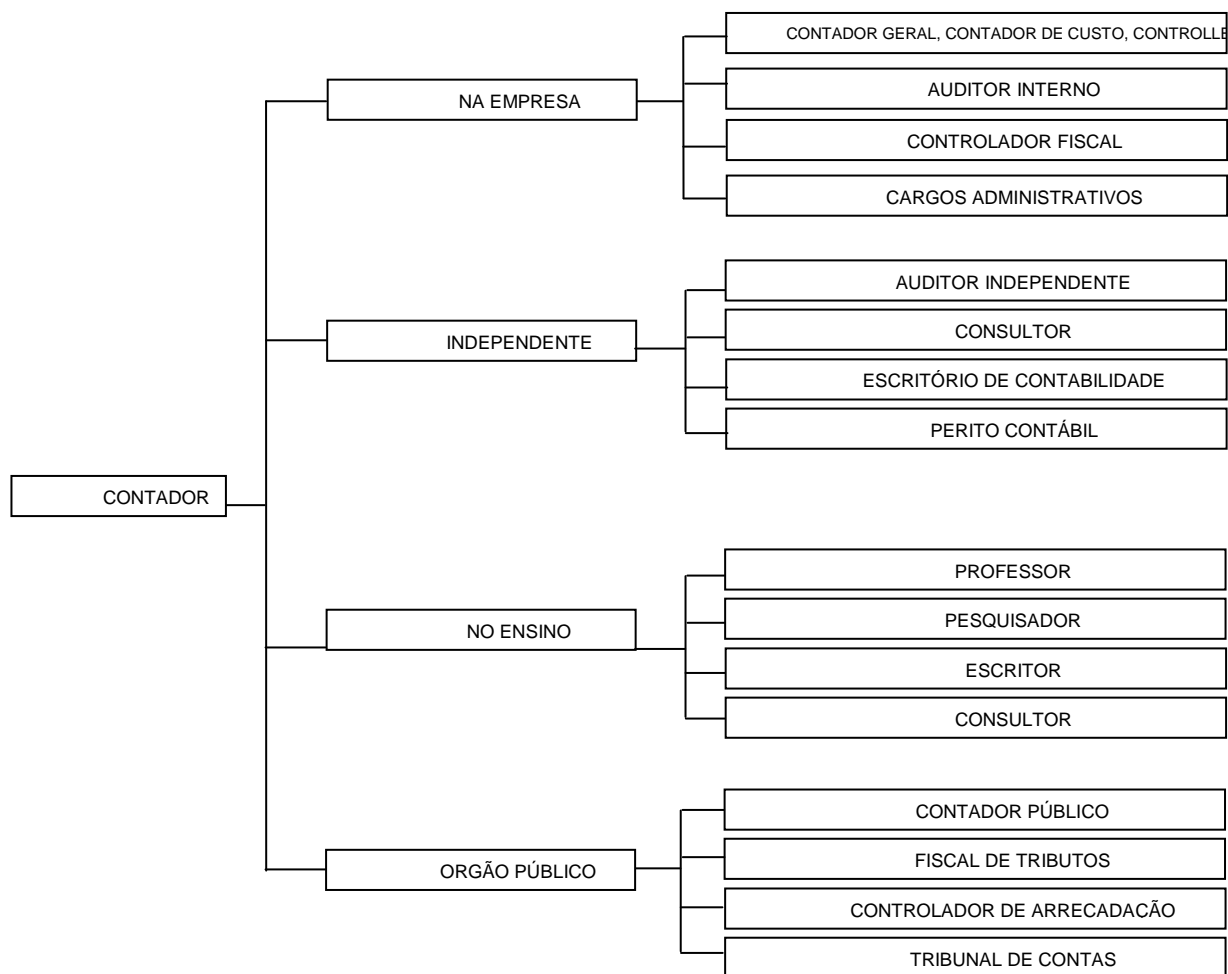 CONTADOR
NA EMPRESA
CONTADOR GERAL, CONTADOR DE CUSTO, CONTROLLE
AUDITOR INTERNO
CONTROLADOR FISCAL
CARGOS ADMINISTRATIVOS
INDEPENDENTE
AUDITOR INDEPENDENTE
CONSULTOR
ESCRITÓRIO DE CONTABILIDADE
PERITO CONTÁBIL
NO ENSINO
PROFESSOR
PESQUISADOR
ESCRITOR
CONSULTOR
ORGÃO PÚBLICO
CONTADOR PÚBLICO
FISCAL DE TRIBUTOS
CONTROLADOR DE ARRECADAÇÃO
TRIBUNAL DE CONTAS